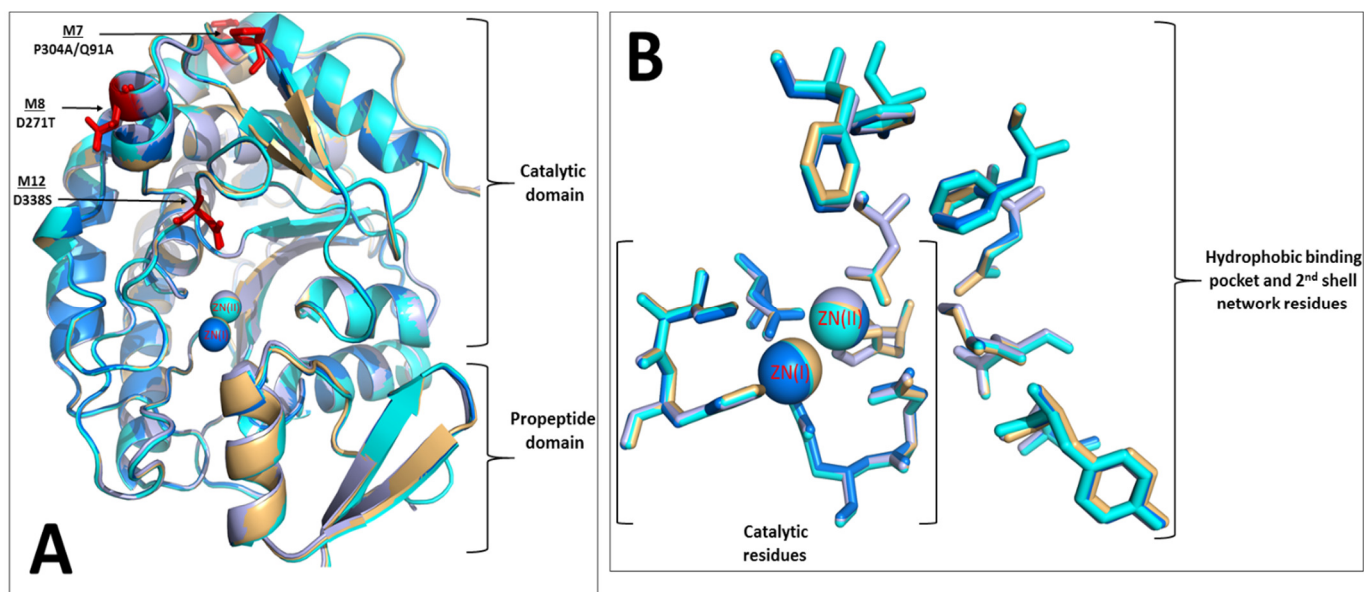 M7
P304A/Q91A
M8
D271T
M12
D338S
ZN(II)
ZN(I)
Catalytic
domain
Propeptide
domain
A
B
ZN(II)
ZN(I)
Catalytic
residues
Hydrophobic binding
pocket and 2nd shell
network residues